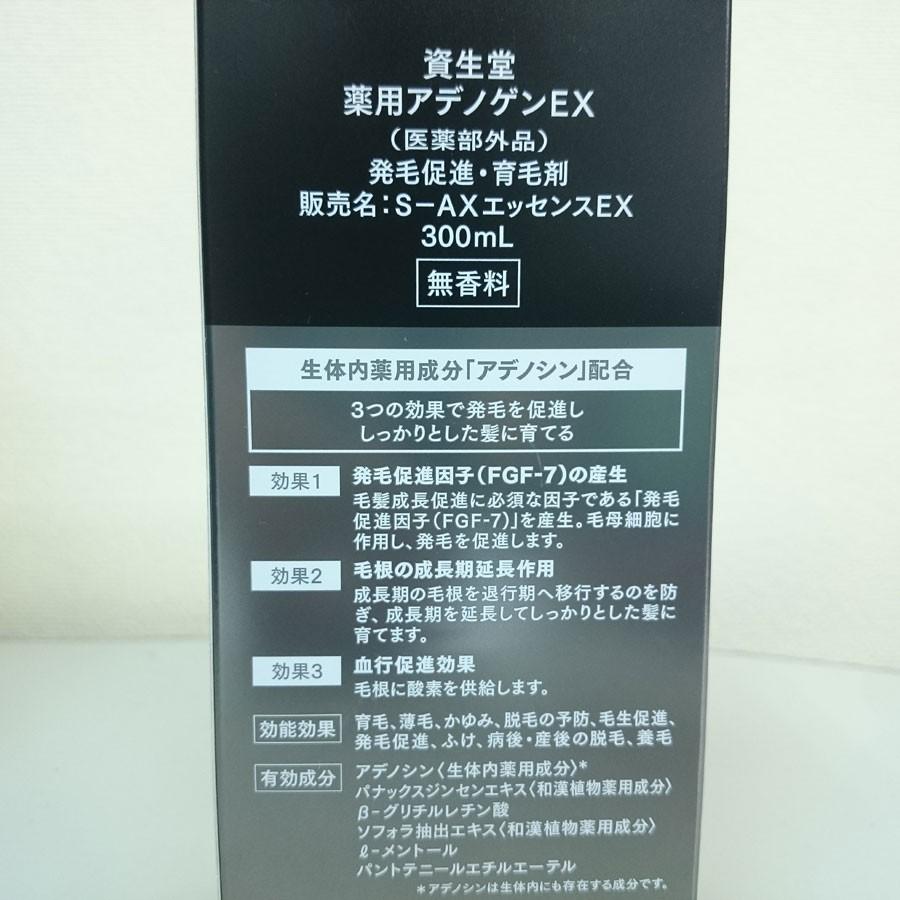 資生堂
薬用アデノゲンEX
（医薬部外品）
発毛促進・育毛剤
販売名：S－AXエッセンスEX
300mL
無香料
生体内薬用成分「アデノシン」配合
3つの効果で発毛を促進し
しっかりとした髪に育てる
効果1
発毛促進因子（FGF-7）の産生
毛髪成長促進に必須な因子である「発毛
促進因子（FGF-7）」を産生。毛母細胞に
作用し、発毛を促進します。
効果2
毛根の成長期延長作用
成長期の毛根を退行期へ移行するのを防
ぎ、成長期を延長してしっかりとした髪に
育てます。
効果3
血行促進効果
毛根に酸素を供給します。
効能効果
育毛、薄毛、かゆみ、脱毛の予防、毛生促進、
発毛促進、ふけ、病後・産後の脱毛、養毛
有効成分
アデノシン〈生体内薬用成分〉*
パナックスジンセンエキス〈和漢植物薬用成分〉
β-グリチルレチン酸
ソフォラ抽出エキス〈和漢植物薬用成分〉
ℓ-メントール
パントテニールエチルエーテル
*アデノシンは生体内にも存在する成分です。